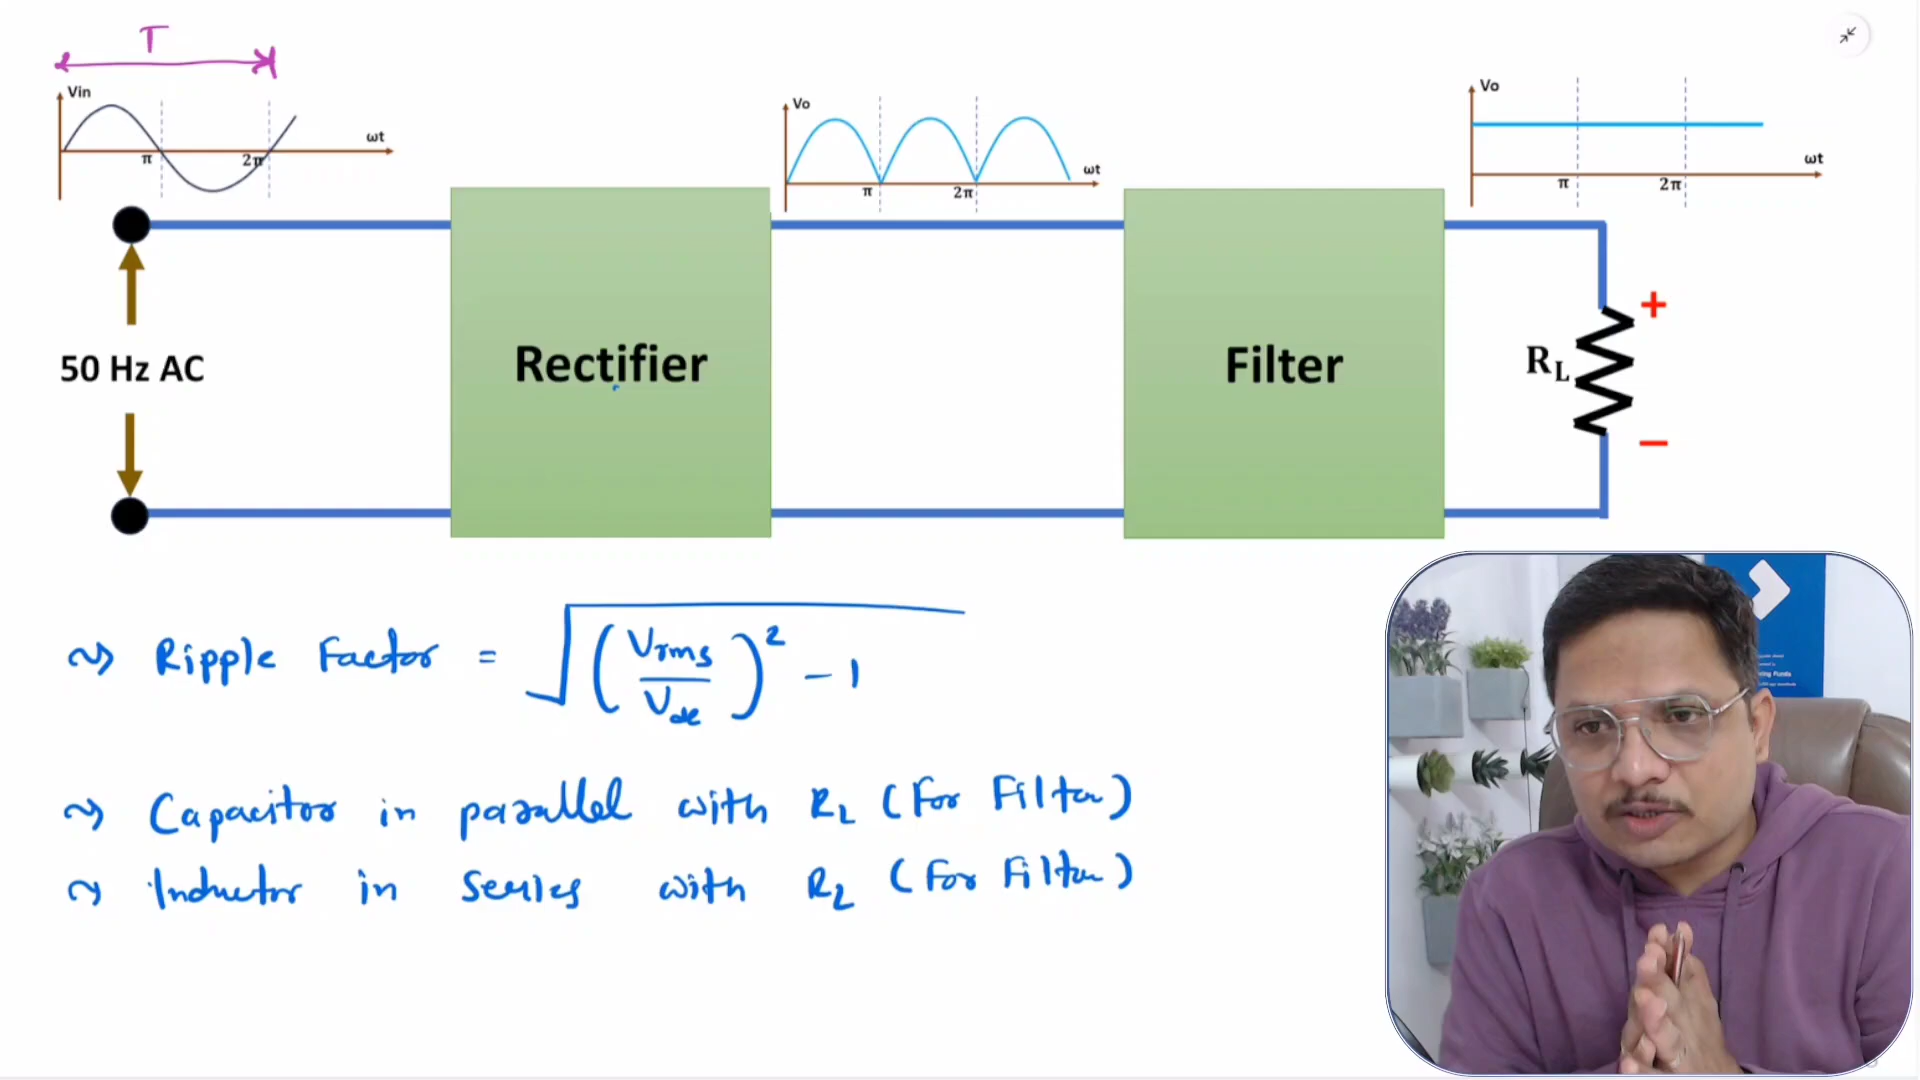 T
Vin
ωt
π
2π
Vo
ωt
π
2π
Vo
ωt
π
2π
50 Hz AC
Rectifier
Filter
R_L
+
−
~> Ripple Factor = √(Vrms/Vdc)² − 1
~> Capacitor in parallel with RL (For Filter)
~> Inductor in Series with RL (For Filter)